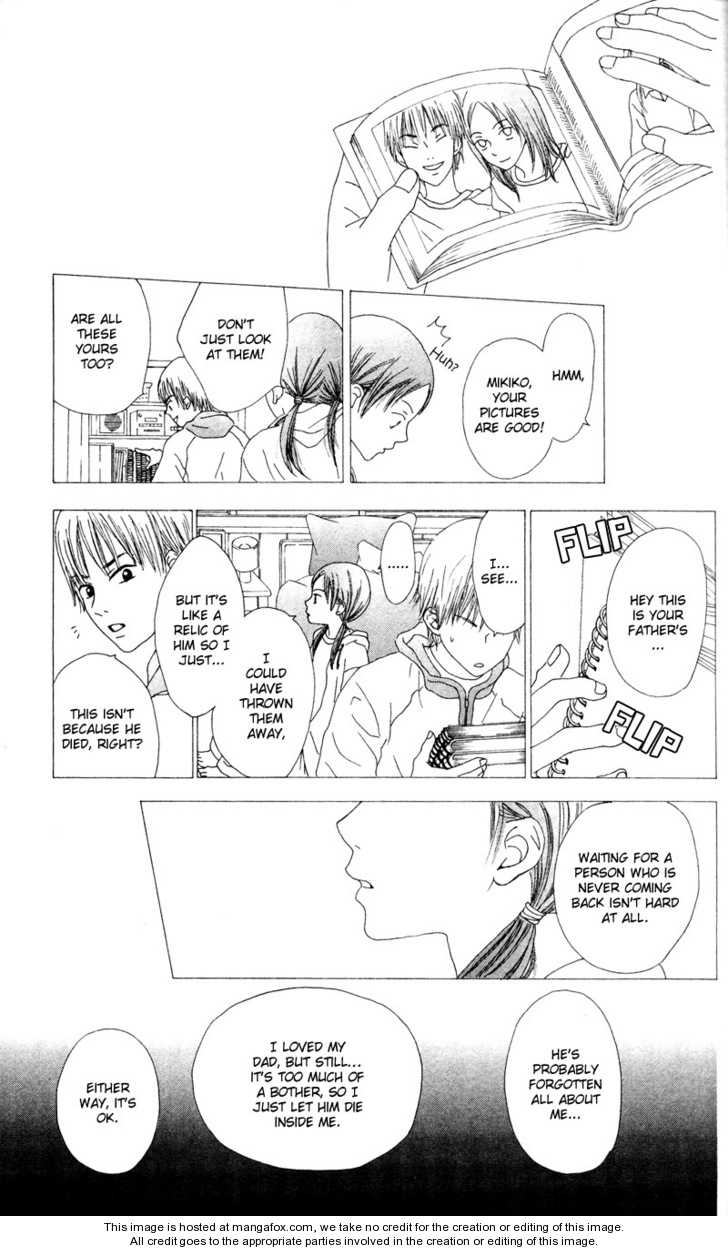 HMM,
MIKIKO,
YOUR
PICTURES
ARE GOOD!
Huh?
DON'T
JUST LOOK
AT THEM!
ARE ALL
THESE
YOURS
TOO?
FLIP
HEY THIS
IS YOUR
FATHER'S
...
FLIP
I...
SEE...
.....
I
COULD
HAVE
THROWN
THEM
AWAY,
BUT IT'S
LIKE A
RELIC OF
HIM SO I
JUST...
THIS ISN'T
BECAUSE HE
DIED, RIGHT?
WAITING FOR A
PERSON WHO IS
NEVER COMING
BACK ISN'T HARD
AT ALL.
HE'S
PROBABLY
FORGOTTEN
ALL ABOUT
ME...
I LOVED MY
DAD, BUT STILL...
IT'S TOO MUCH OF
A BOTHER, SO I
JUST LET HIM DIE
INSIDE ME.
EITHER
WAY, IT'S
OK.
This image is hosted at mangafox.com, we take no credit for the creation or editing of this image.
All credit goes to the appropriate parties involved in the creation or editing of this image.